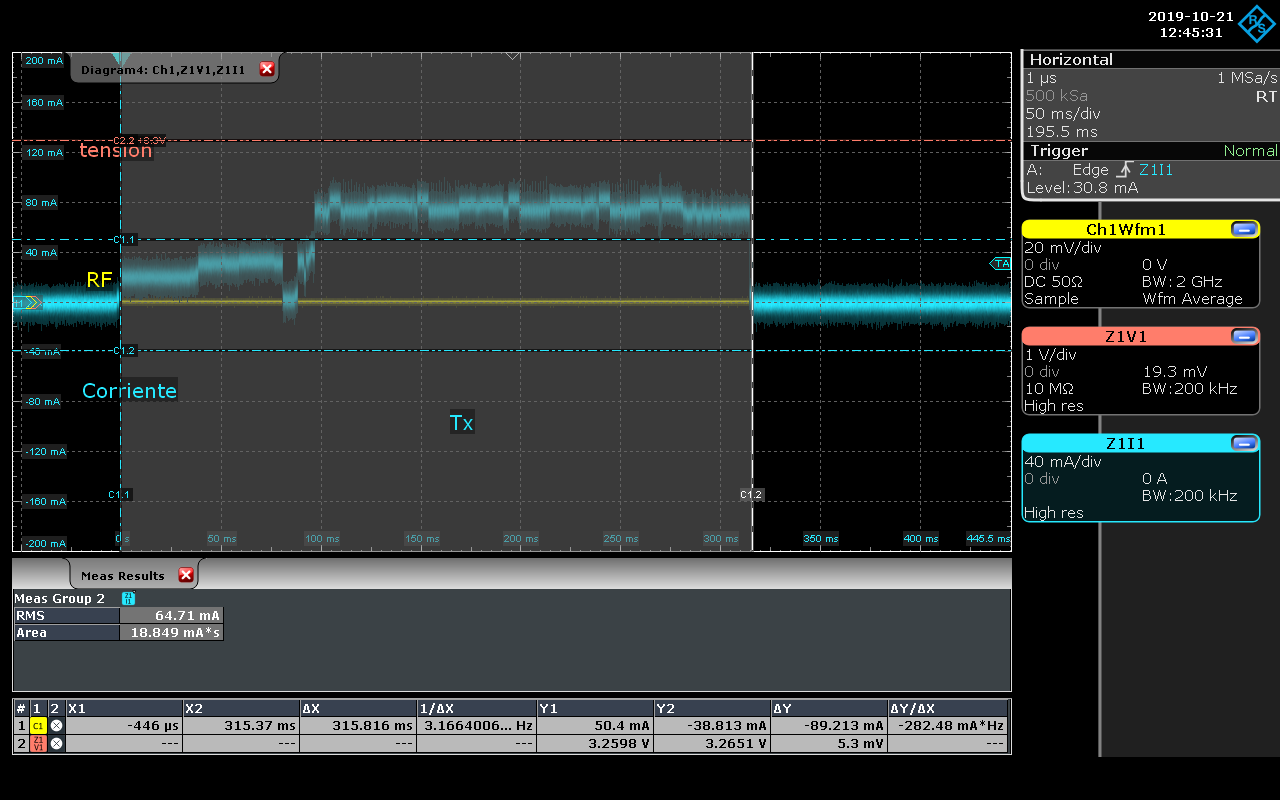 2019-10-21
12:45:31
R S
Diagram4: Ch1,Z1V1,Z1I1
200 mA
160 mA
C2.2 +3.3V
tension
120 mA
80 mA
C1.1
40 mA
TA
RF
-40 mA
C1.2
Corriente
-80 mA
Tx
-120 mA
C1.1
C1.2
-160 mA
-200 mA
0 s
50 ms
100 ms
150 ms
200 ms
250 ms
300 ms
350 ms
400 ms
445.5 ms
Horizontal
1 µs 1 MSa/s
500 kSa RT
50 ms/div
195.5 ms
Trigger Normal
A: Edge Z1I1
Level: 30.8 mA
Ch1Wfm1
20 mV/div
0 div 0 V
DC 50Ω BW: 2 GHz
Sample Wfm Average
Z1V1
1 V/div
0 div 19.3 mV
10 MΩ BW:200 kHz
High res
Z1I1
40 mA/div
0 div 0 A
BW:200 kHz
High res
Meas Results
Meas Group 2 Z1 I1
RMS 64.71 mA
Area 18.849 mA*s
# 1 2 X1 X2 ΔX 1/ΔX Y1 Y2 ΔY ΔY/ΔX
1 C1 -446 µs 315.37 ms 315.816 ms 3.1664006... Hz 50.4 mA -38.813 mA -89.213 mA -282.48 mA*Hz
2 Z1 V1 --- --- --- --- 3.2598 V 3.2651 V 5.3 mV ---